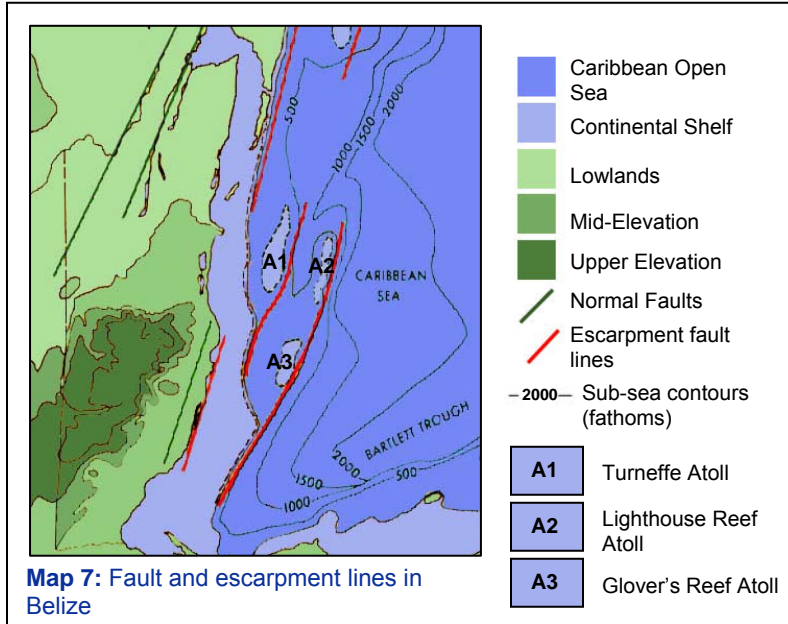 500
1000
1500
2000
A1
A2
CARIBBEAN
SEA
A3
BARTLETT TROUGH
2000
1500
1000
500
Map 7: Fault and escarpment lines in
Belize
Caribbean Open
Sea
Continental Shelf
Lowlands
Mid-Elevation
Upper Elevation
Normal Faults
Escarpment fault
lines
–2000– Sub-sea contours
(fathoms)
A1 Turneffe Atoll
A2 Lighthouse Reef
Atoll
A3 Glover's Reef Atoll